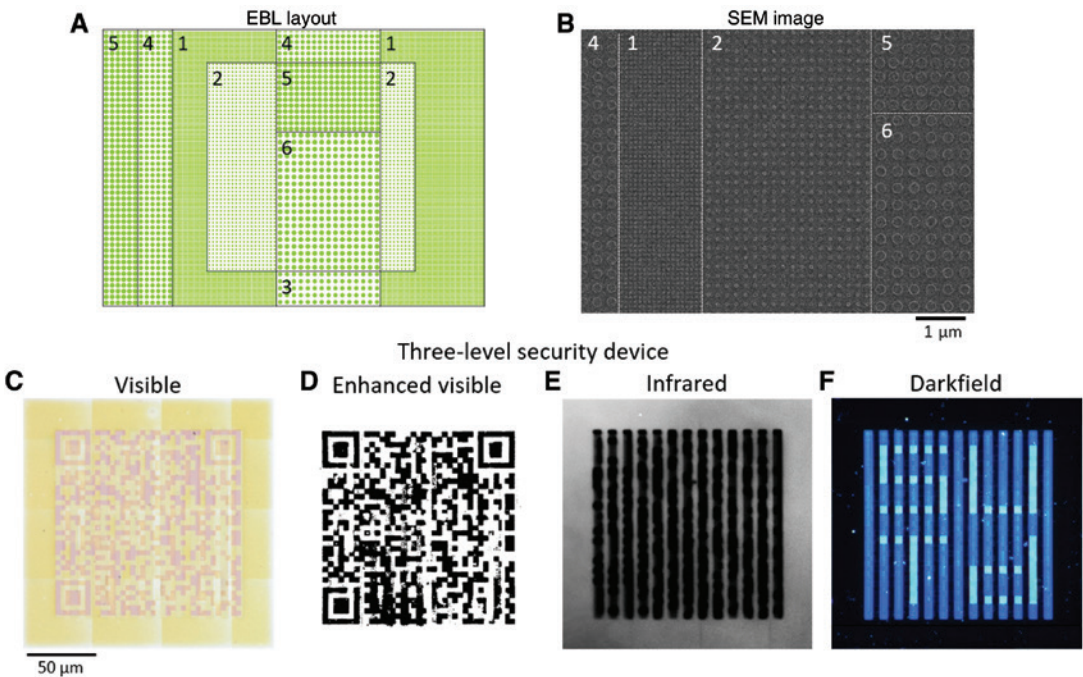 A
EBL layout
5 4 1 4 1
2 5 2
6
3
B
SEM image
4 1 2 5
6
1 µm
Three-level security device
C
Visible
50 µm
D
Enhanced visible
E
Infrared
F
Darkfield